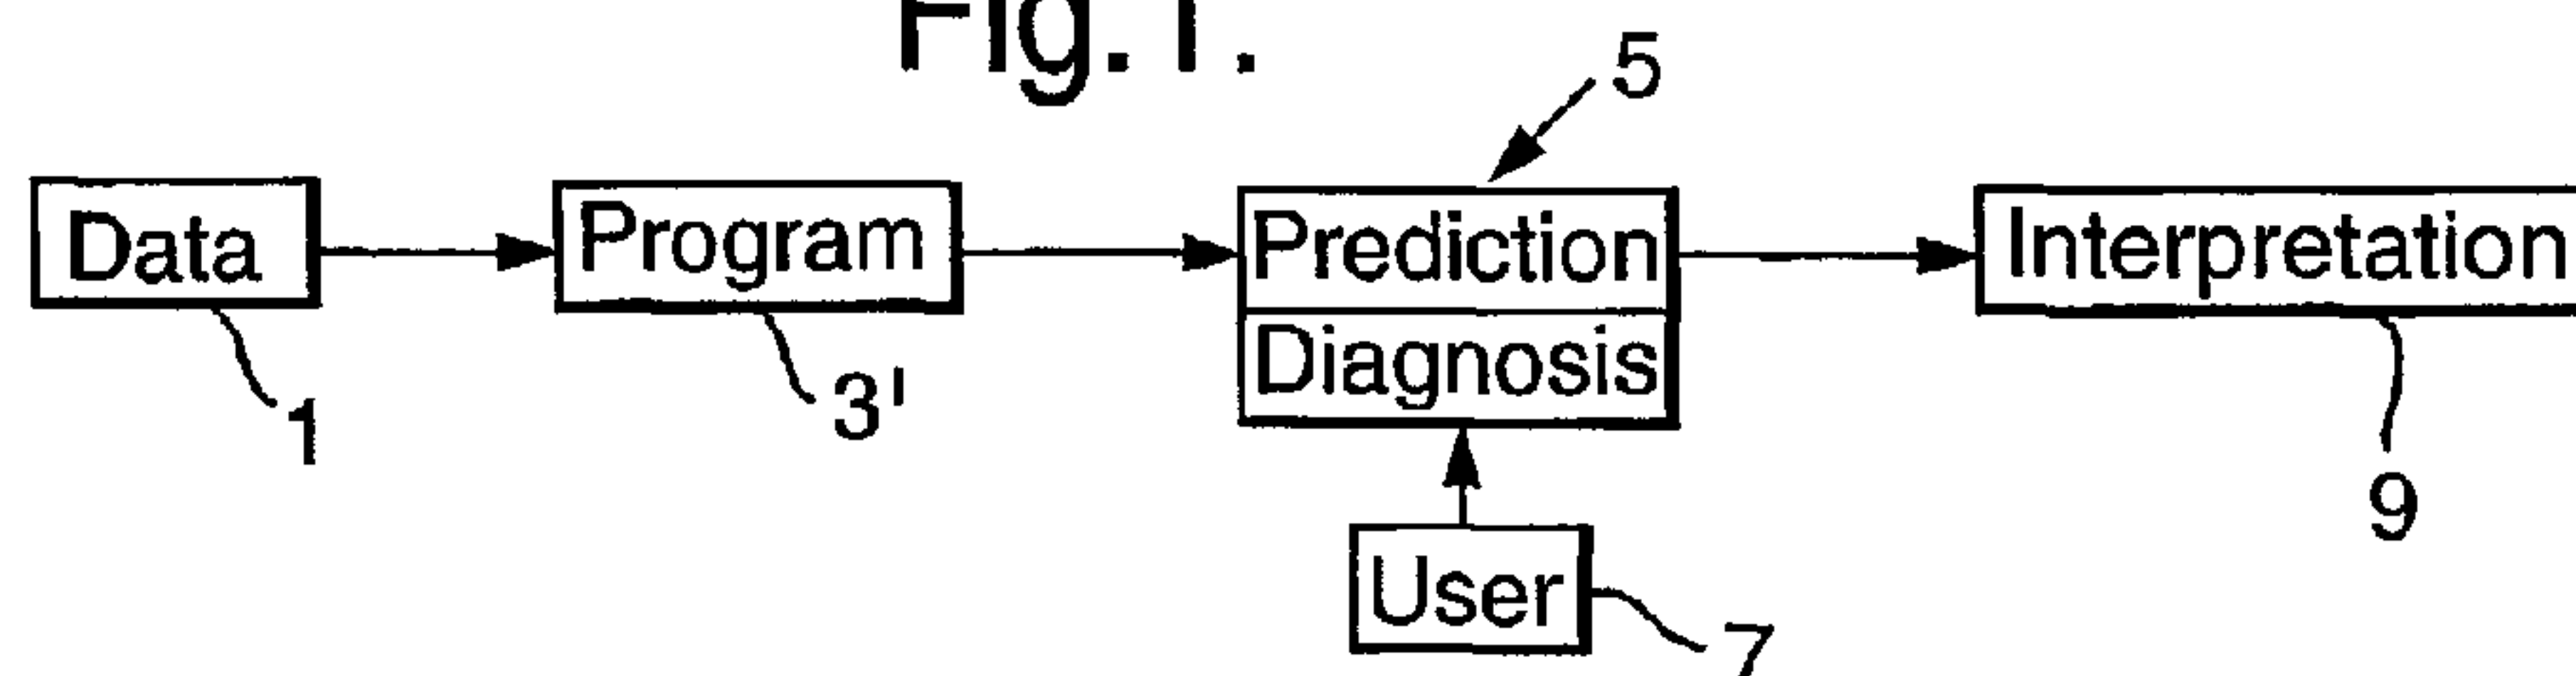 Fig.1.
5
Data
Program
Prediction
Interpretation
Diagnosis
1
3'
9
User
7